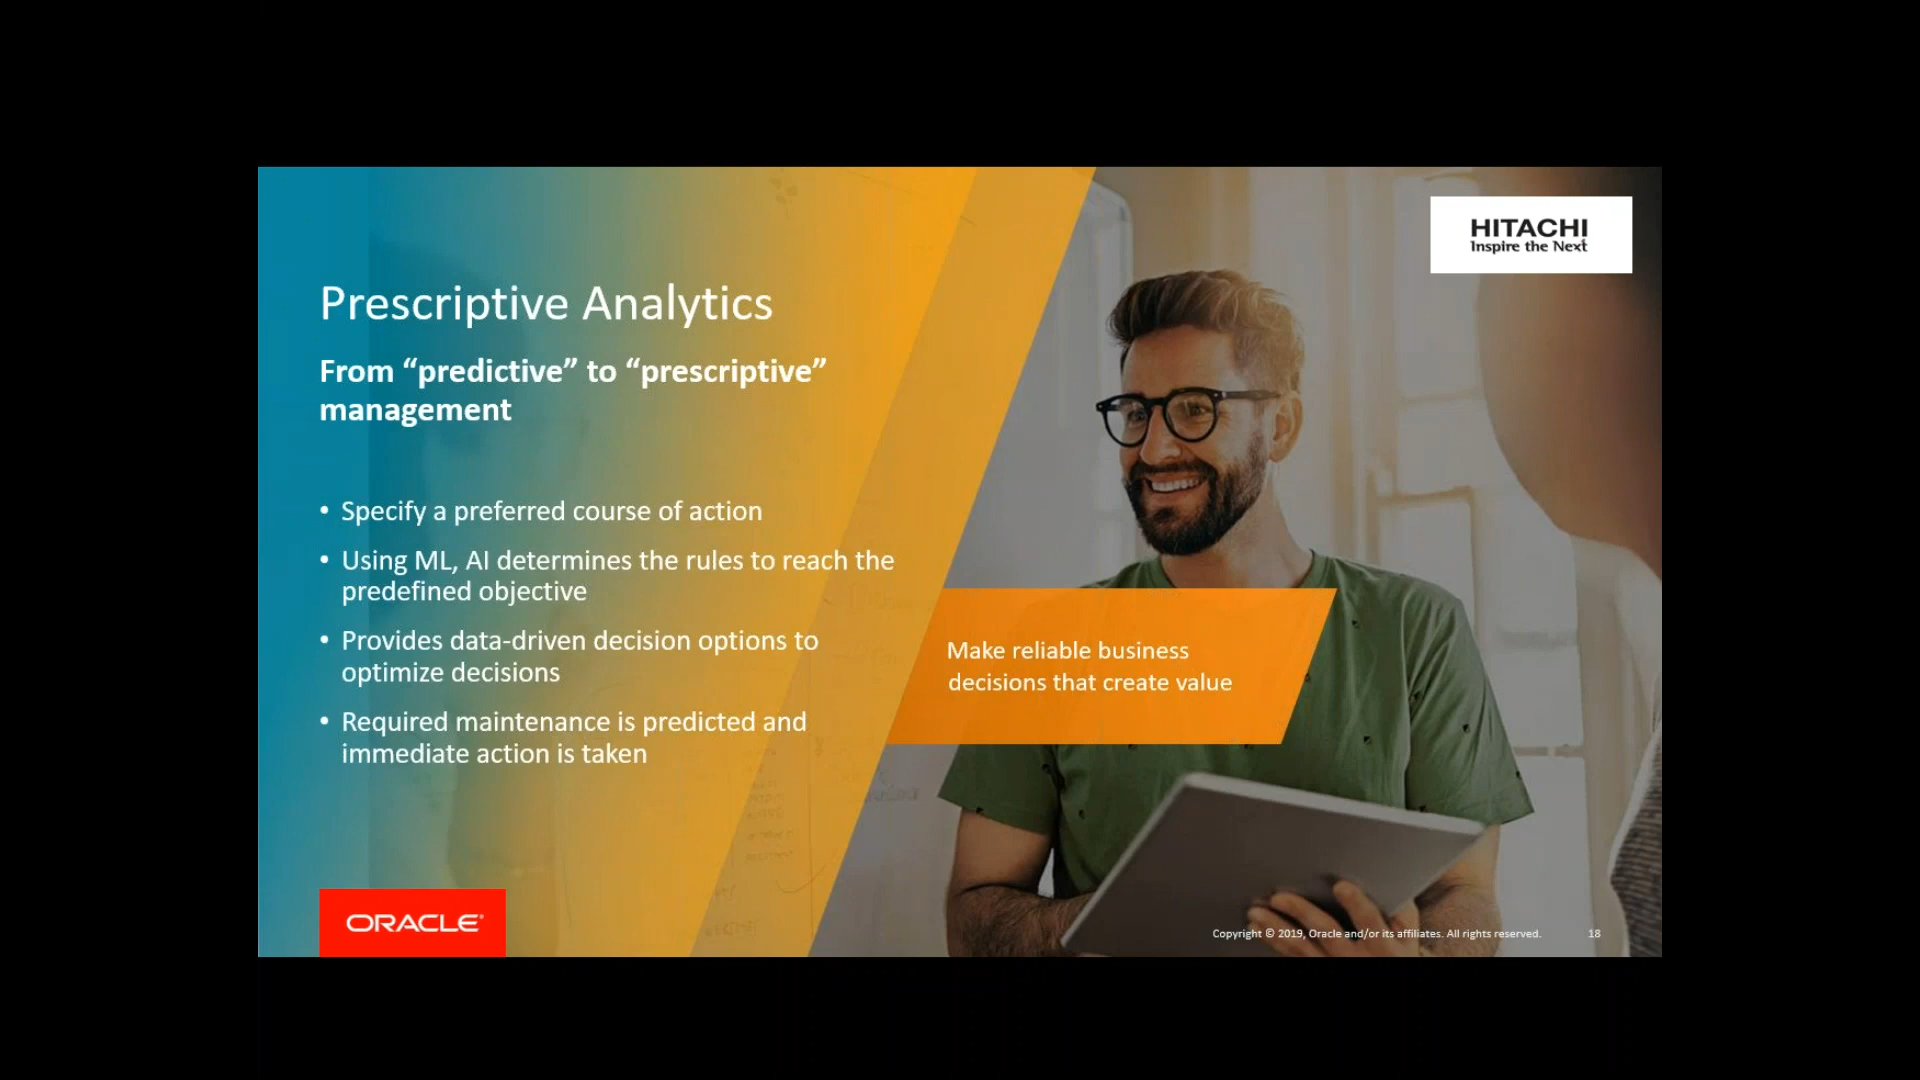 HITACHI
Inspire the Next
Prescriptive Analytics
From “predictive” to “prescriptive”
management
• Specify a preferred course of action
• Using ML, AI determines the rules to reach the
predefined objective
• Provides data-driven decision options to
optimize decisions
• Required maintenance is predicted and
immediate action is taken
Make reliable business
decisions that create value
ORACLE®
Copyright © 2019, Oracle and/or its affiliates. All rights reserved.
18